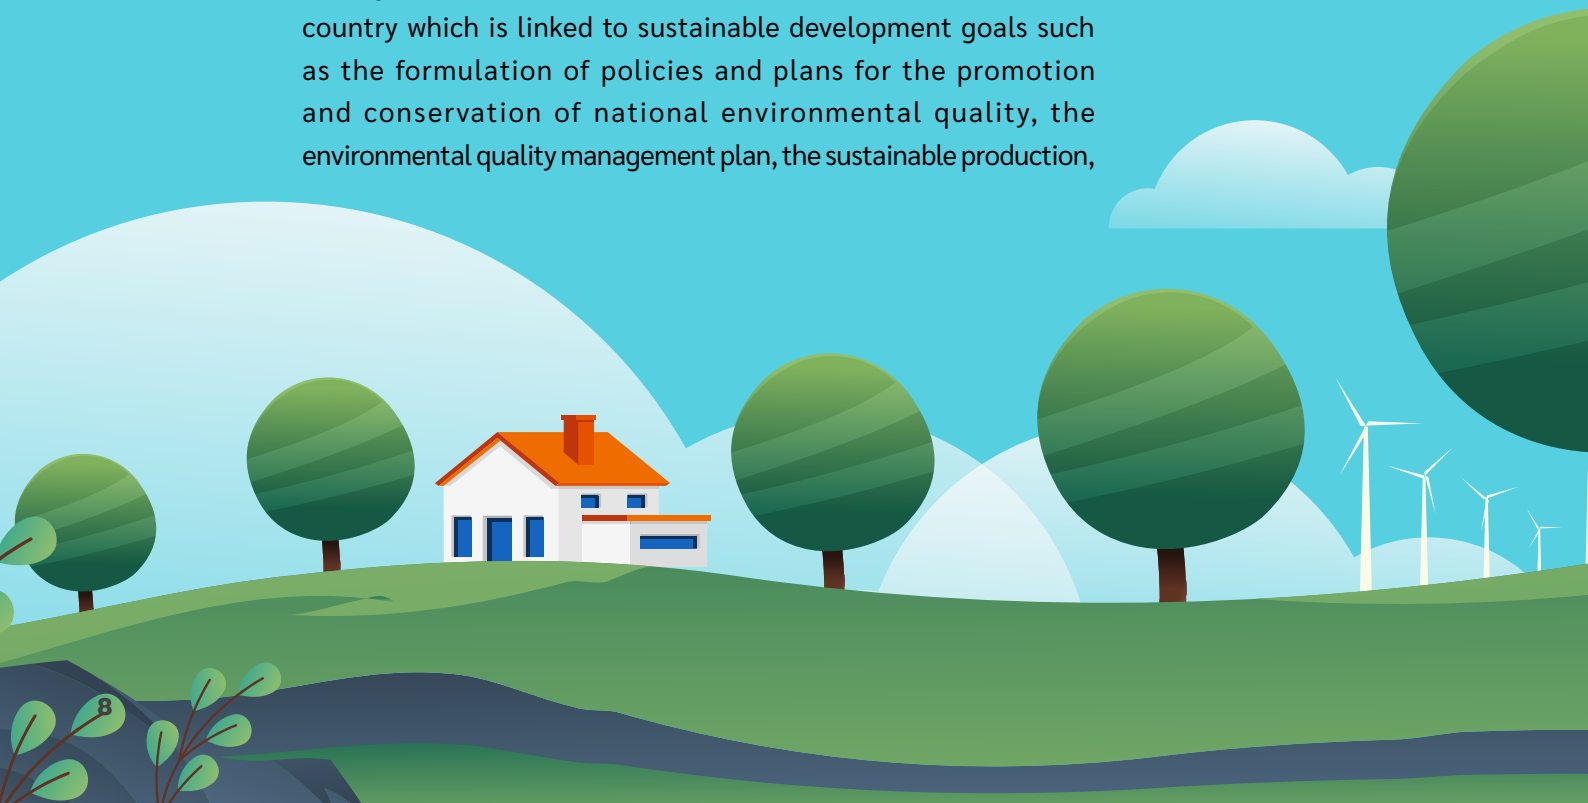 country which is linked to sustainable development goals such
as the formulation of policies and plans for the promotion
and conservation of national environmental quality, the
environmental quality management plan, the sustainable production,
8